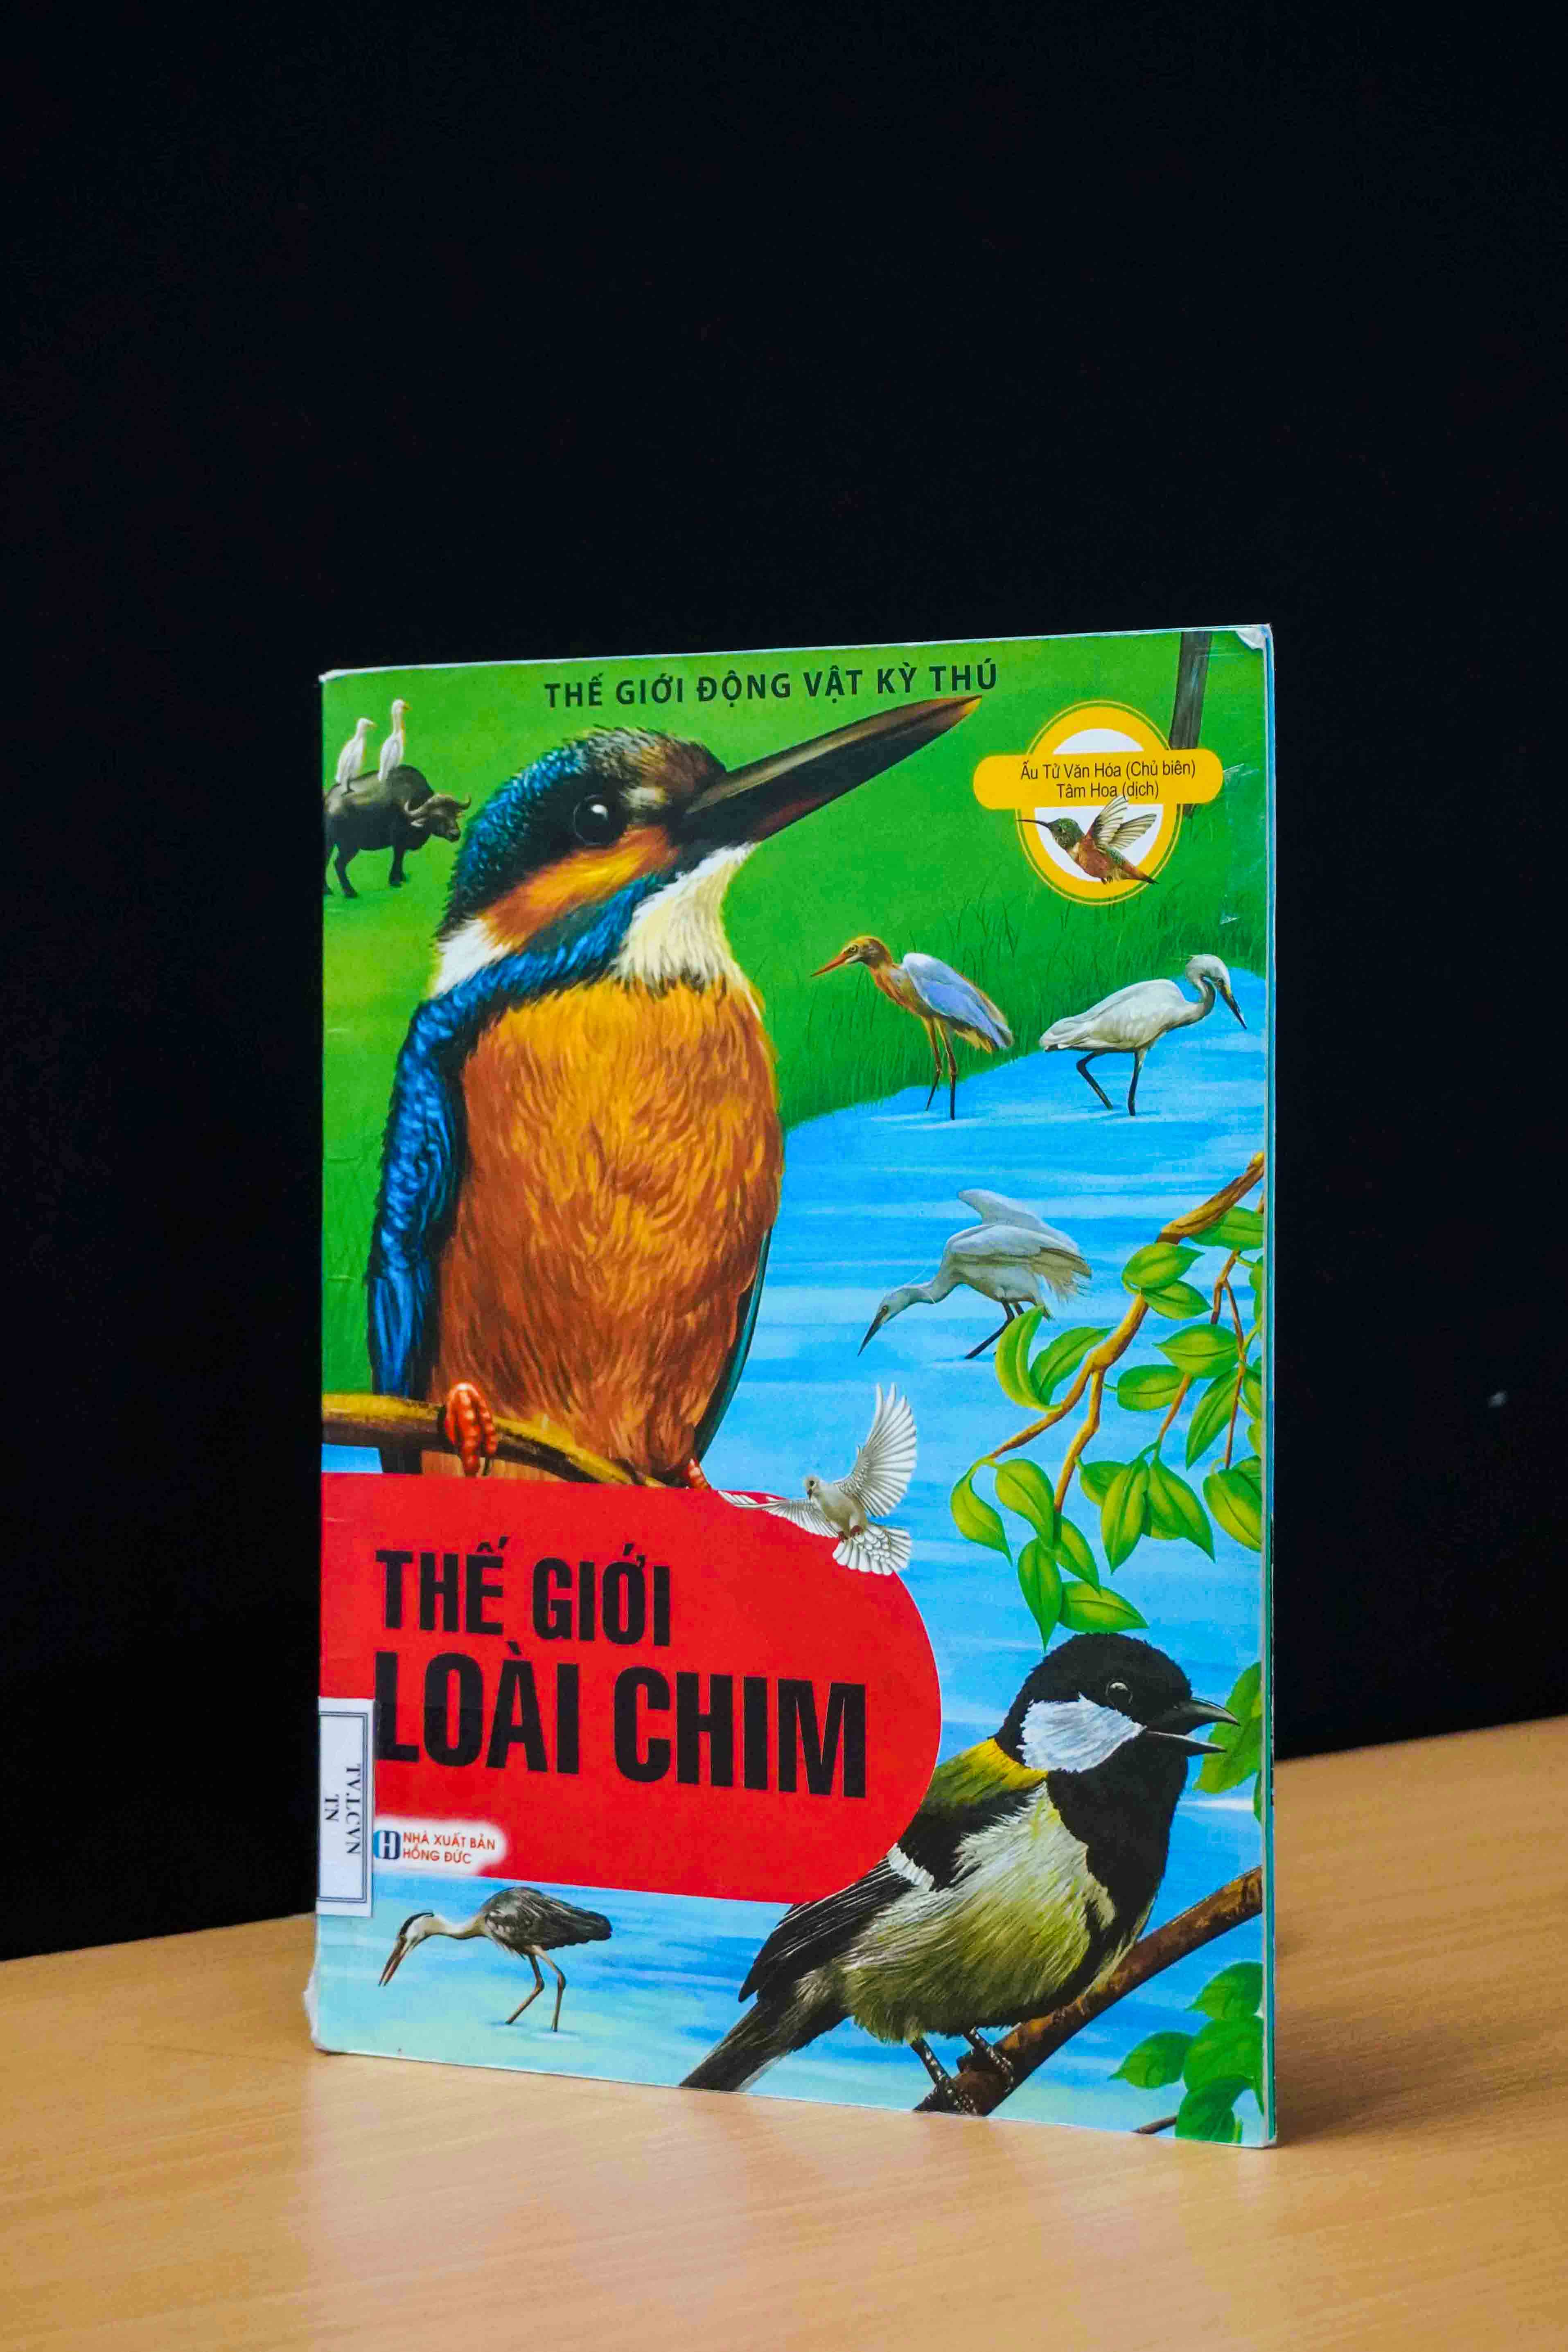 THẾ GIỚI ĐỘNG VẬT KỲ THÚ
Ấu Tử Văn Hóa (Chủ biên)
Tâm Hoa (dịch)
THẾ GIỚI
LOÀI CHIM
TV.LCVN
TN
NHÀ XUẤT BẢN
HỒNG ĐỨC